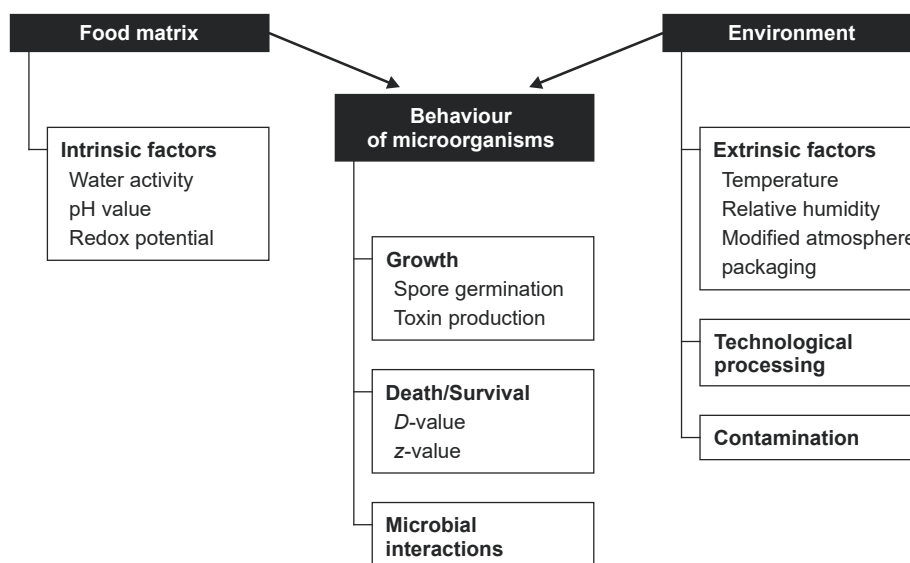 Food matrix
Environment
Behaviour
of microorganisms
Intrinsic factors
Water activity
pH value
Redox potential
Growth
Spore germination
Toxin production
Death/Survival
D-value
z-value
Microbial
interactions
Extrinsic factors
Temperature
Relative humidity
Modified atmosphere
packaging
Technological
processing
Contamination